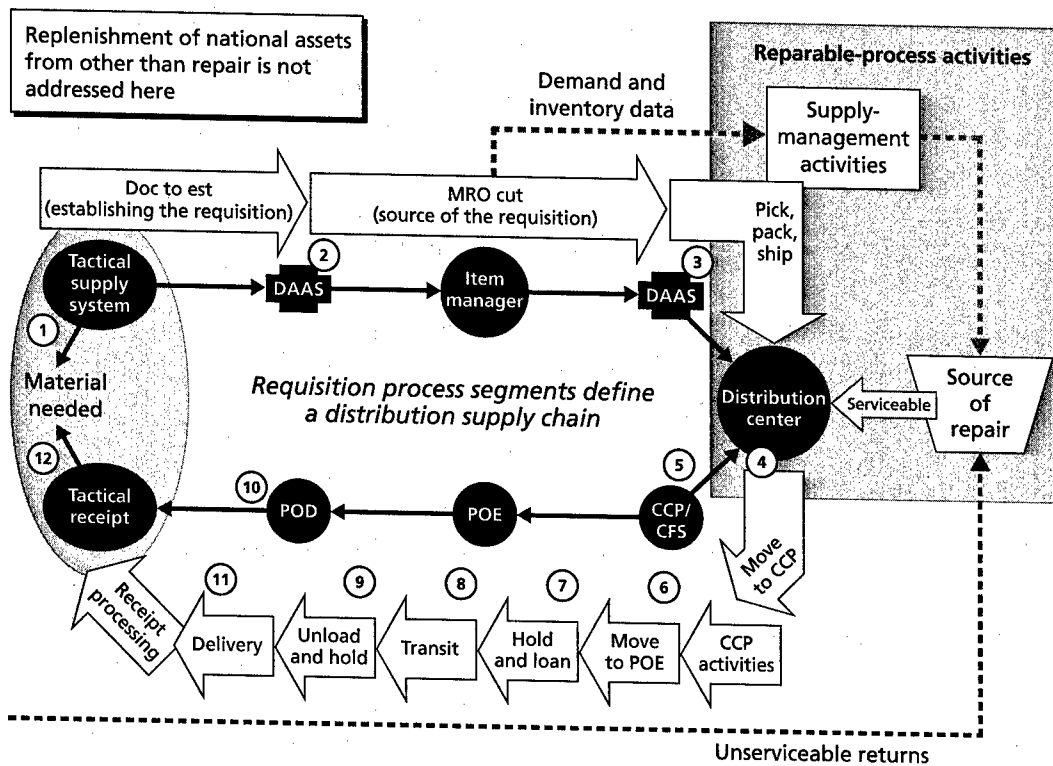 Replenishment of national assets
from other than repair is not
addressed here
Reparable-process activities
Demand and
inventory data
Supply-
management
activities
Doc to est
(establishing the requisition)
MRO cut
(source of the requisition)
Pick,
pack,
ship
Tactical
supply
system
2
DAAS
Item
manager
3
DAAS
1
Material
needed
Requisition process segments define
a distribution supply chain
Distribution
center
Serviceable
Source
of
repair
12
Tactical
receipt
10
POD
POE
5
CCP/
CFS
4
Move
to CCP
11
9
8
7
6
Receipt
processing
Delivery
Unload
and hold
Transit
Hold
and loan
Move
to POE
CCP
activities
Unserviceable returns